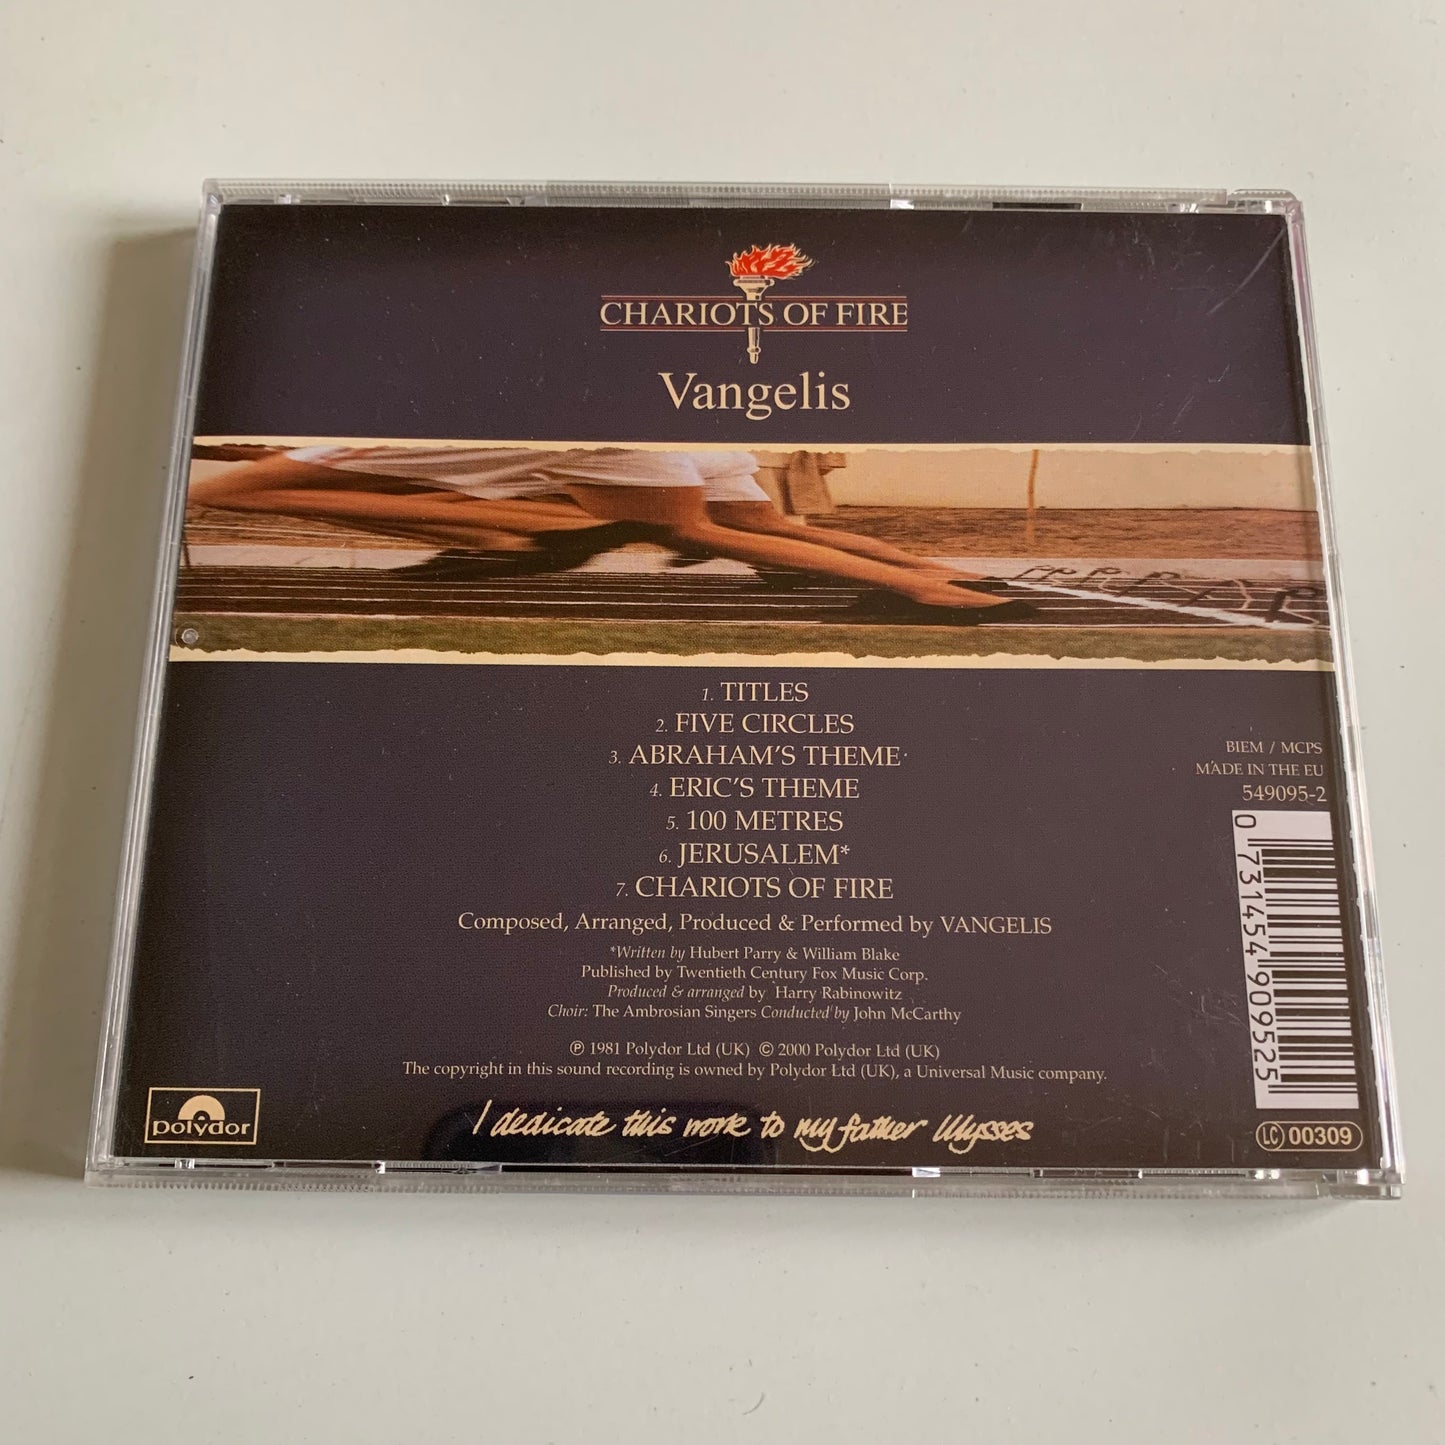 CHARIOTS OF FIRE
Vangelis
1. TITLES
2. FIVE CIRCLES
3. ABRAHAM'S THEME
4. ERIC'S THEME
5. 100 METRES
6. JERUSALEM*
7. CHARIOTS OF FIRE
Composed, Arranged, Produced & Performed by VANGELIS
*Written by Hubert Parry & William Blake
Published by Twentieth Century Fox Music Corp.
Produced & arranged by Harry Rabinowitz
Choir: The Ambrosian Singers Conducted by John McCarthy
℗ 1981 Polydor Ltd (UK) © 2000 Polydor Ltd (UK)
The copyright in this sound recording is owned by Polydor Ltd (UK), a Universal Music company.
I dedicate this work to my father Ulysses
polydor
BIEM / MCPS
MADE IN THE EU
549095-2
0 731454 909525
LC 00309